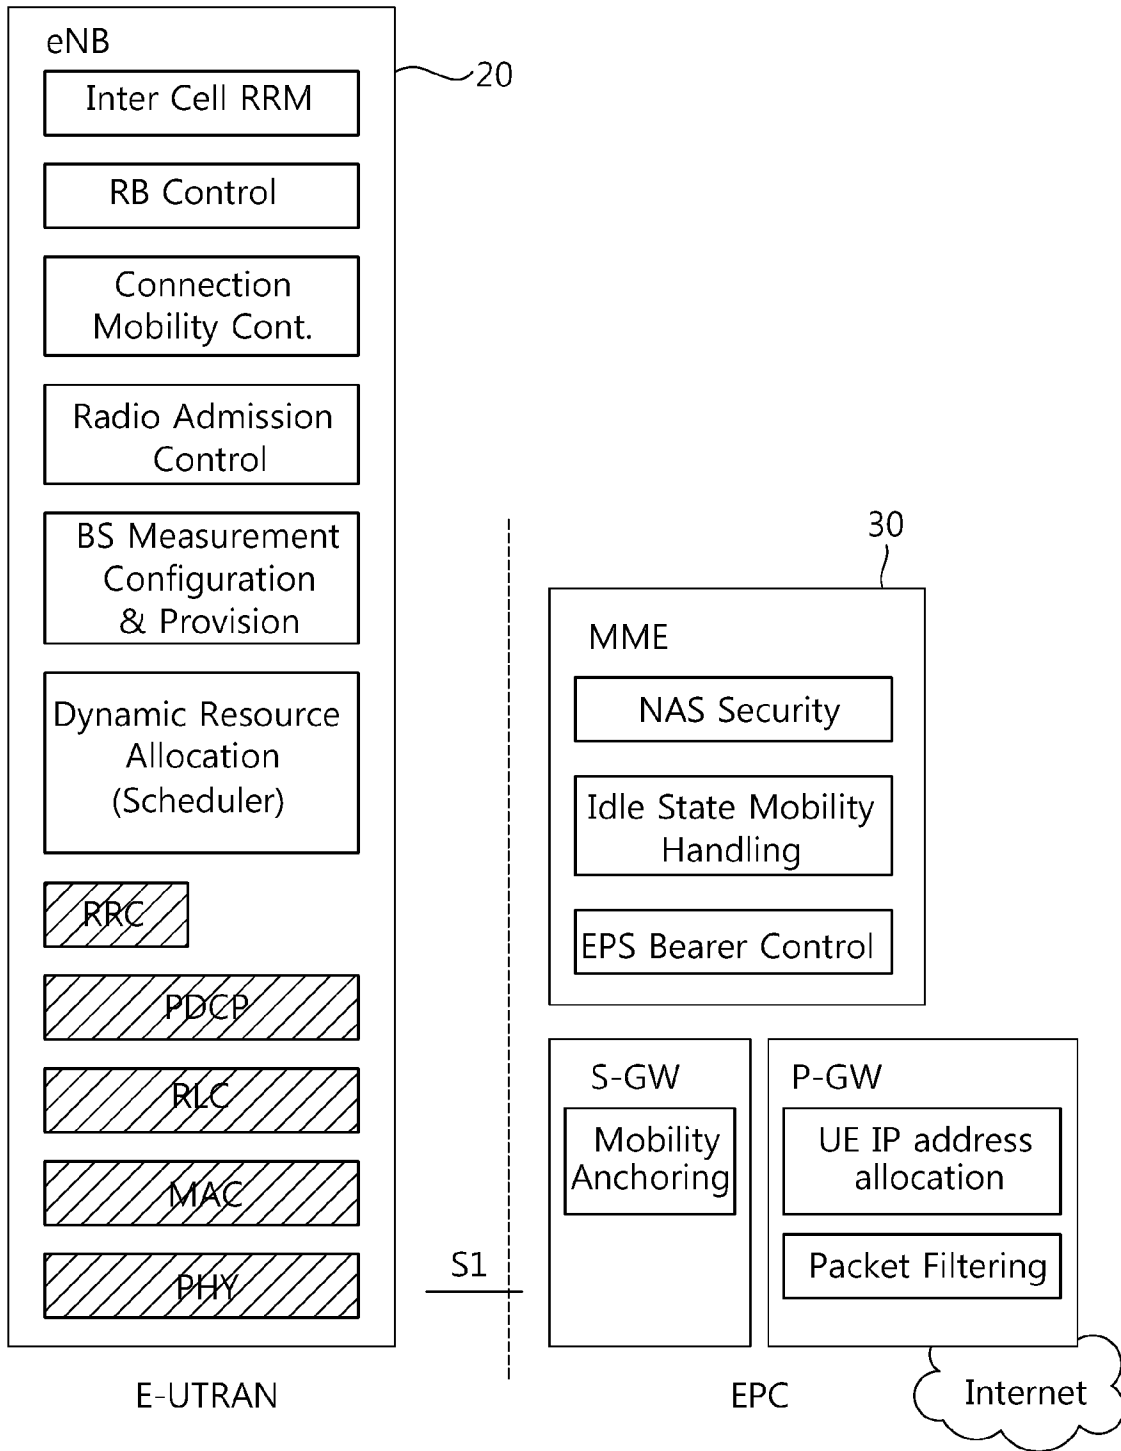 eNB
20
Inter Cell RRM
RB Control
Connection
Mobility Cont.
Radio Admission
Control
BS Measurement
Configuration
& Provision
Dynamic Resource
Allocation
(Scheduler)
RRC
PDCP
RLC
MAC
PHY
S1
E-UTRAN
30
MME
NAS Security
Idle State Mobility
Handling
EPS Bearer Control
S-GW
Mobility
Anchoring
P-GW
UE IP address
allocation
Packet Filtering
EPC
Internet